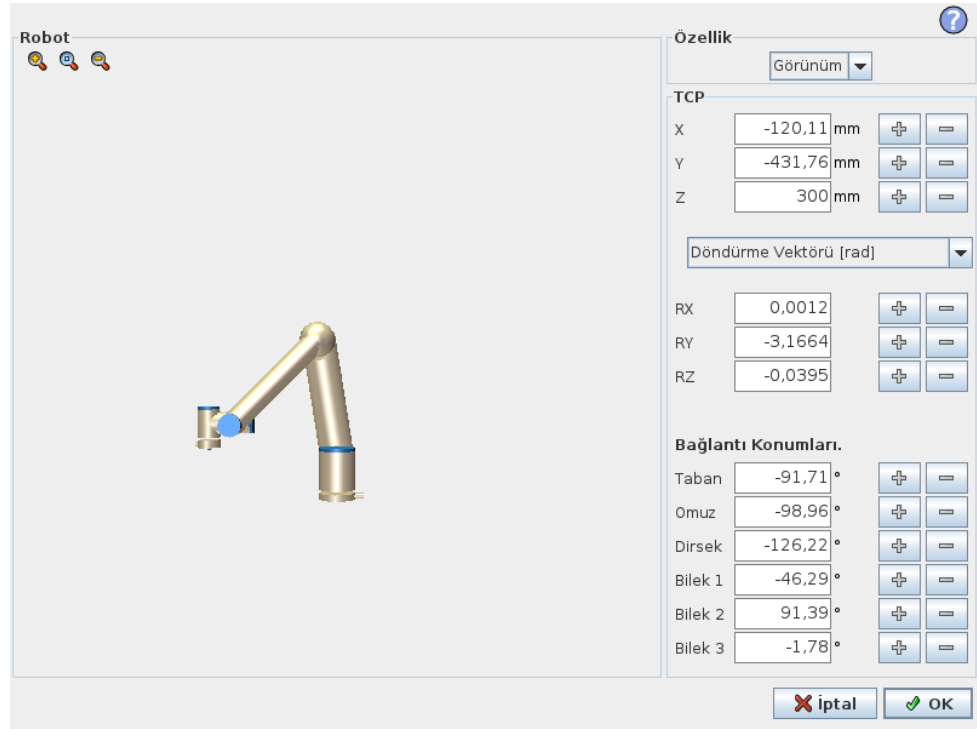 Robot
Özellik
?
Görünüm
TCP
X -120,11 mm
Y -431,76 mm
Z 300 mm
Döndürme Vektörü [rad]
RX 0,0012
RY -3,1664
RZ -0,0395
Bağlantı Konumları.
Taban -91,71 °
Omuz -98,96 °
Dirsek -126,22 °
Bilek 1 -46,29 °
Bilek 2 91,39 °
Bilek 3 -1,78 °
İptal OK